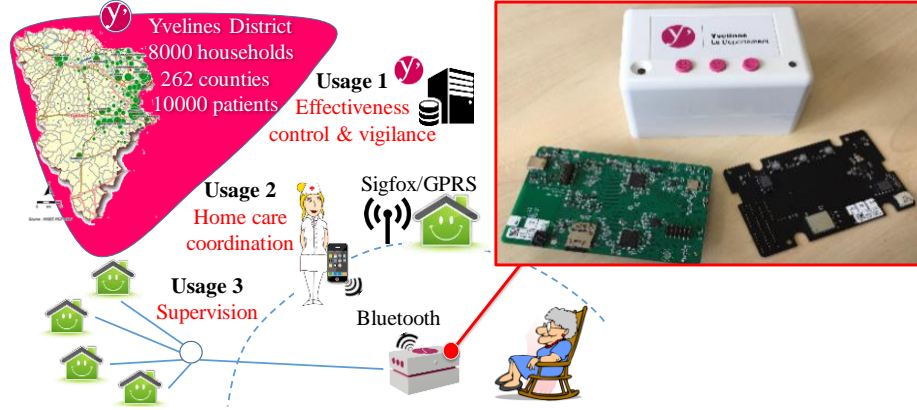 y'
Yvelines District
8000 households
262 counties
10000 patients
Usage 1
y'
Effectiveness
control & vigilance
Usage 2
Home care
coordination
Sigfox/GPRS
Usage 3
Supervision
Bluetooth
y'
Yvelines
Le Département